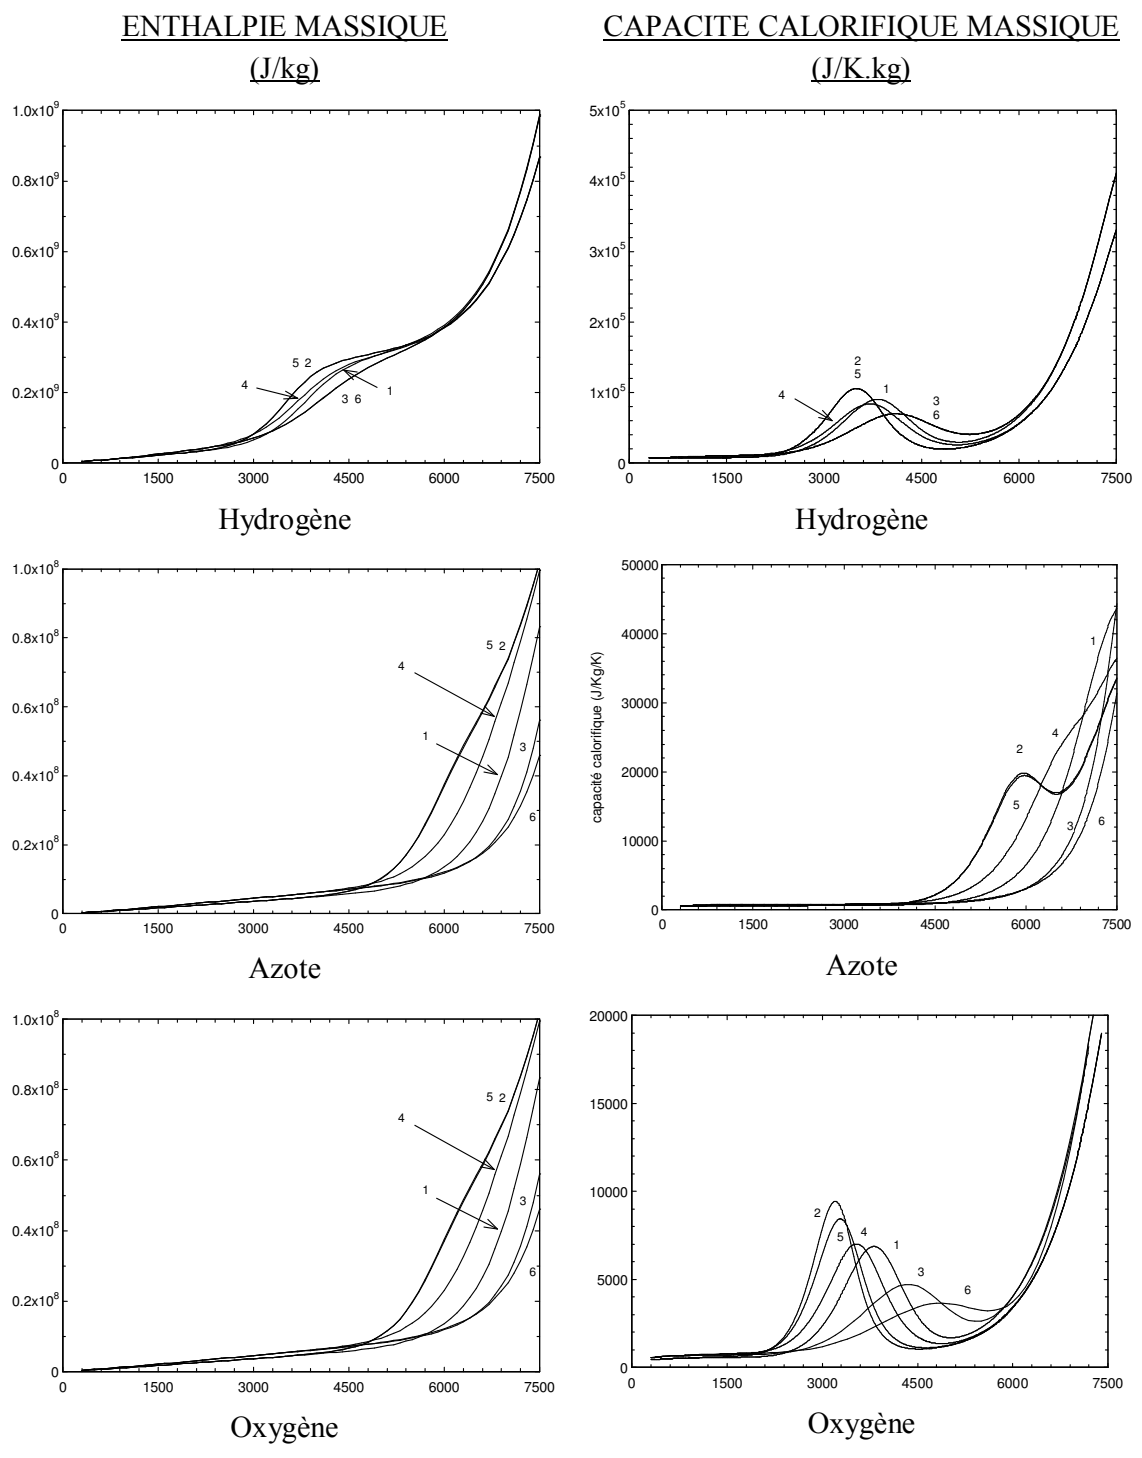 ENTHALPIE MASSIQUE
(J/kg)
CAPACITE CALORIFIQUE MASSIQUE
(J/K.kg)
1.0x10⁹
0.8x10⁹
0.6x10⁹
0.4x10⁹
0.2x10⁹
0
5 2
4
1
3 6
0 1500 3000 4500 6000 7500
Hydrogène
5x10⁵
4x10⁵
3x10⁵
2x10⁵
1x10⁵
0
2
5
4
1
3
6
0 1500 3000 4500 6000 7500
Hydrogène
1.0x10⁸
0.8x10⁸
0.6x10⁸
0.4x10⁸
0.2x10⁸
0
5 2
4
1
3
6
0 1500 3000 4500 6000 7500
Azote
capacité calorifique (J/Kg/K)
50000
40000
30000
20000
10000
0
1
4
2
5
3
6
0 1500 3000 4500 6000 7500
Azote
1.0x10⁸
0.8x10⁸
0.6x10⁸
0.4x10⁸
0.2x10⁸
0
5 2
4
1
3
6
0 1500 3000 4500 6000 7500
Oxygène
20000
15000
10000
5000
0
2
5
4
1
3
6
0 1500 3000 4500 6000 7500
Oxygène